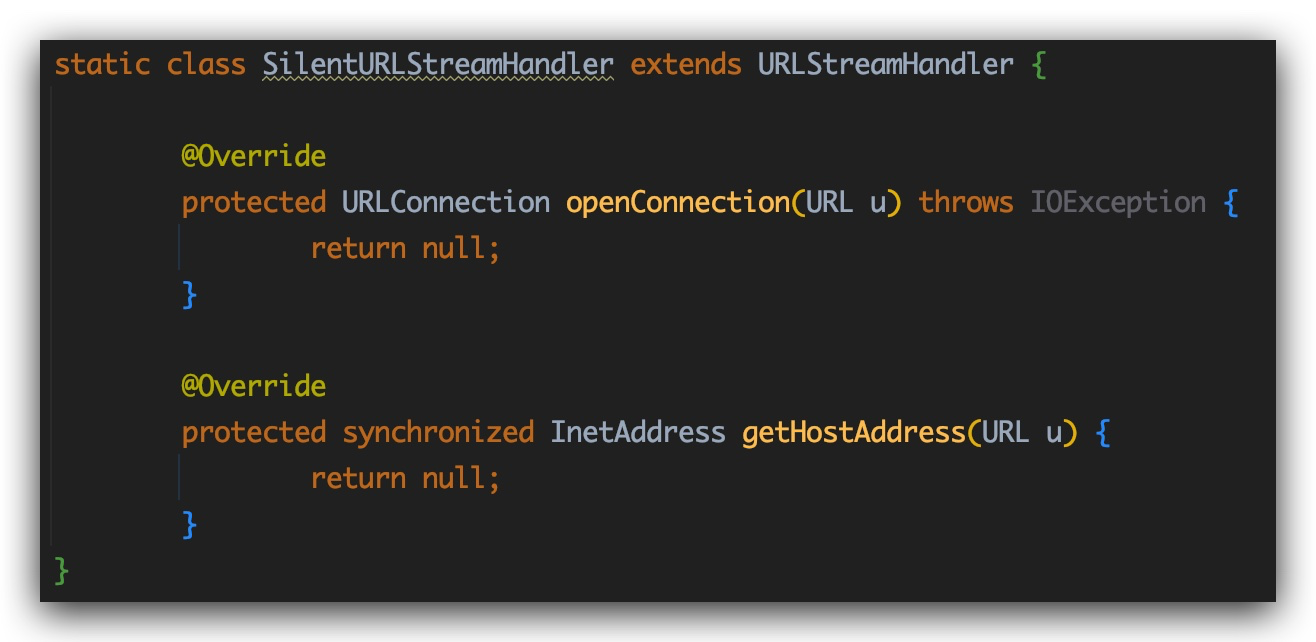 static class SilentURLStreamHandler extends URLStreamHandler {
@Override
protected URLConnection openConnection(URL u) throws IOException {
return null;
}
@Override
protected synchronized InetAddress getHostAddress(URL u) {
return null;
}
}